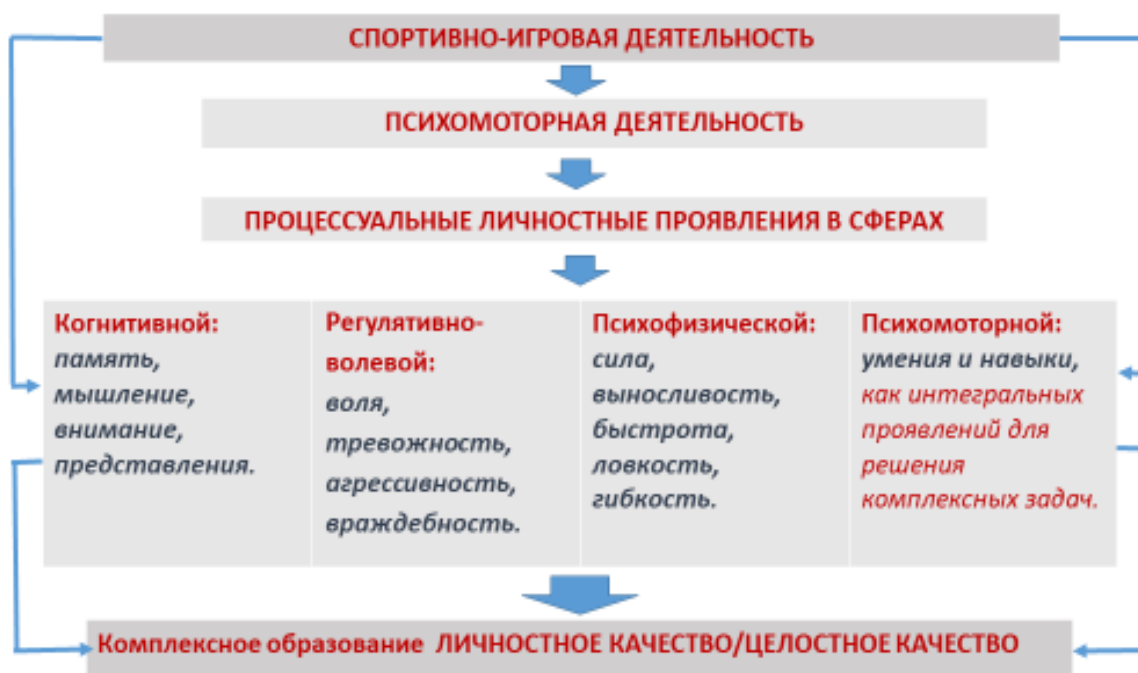 СПОРТИВНО-ИГРОВАЯ ДЕЯТЕЛЬНОСТЬ
ПСИХОМОТОРНАЯ ДЕЯТЕЛЬНОСТЬ
ПРОЦЕССУАЛЬНЫЕ ЛИЧНОСТНЫЕ ПРОЯВЛЕНИЯ В СФЕРАХ
Когнитивной:
память,
мышление,
внимание,
представления.
Регулятивно-
волевой:
воля,
тревожность,
агрессивность,
враждебность.
Психофизической:
сила,
выносливость,
быстрота,
ловкость,
гибкость.
Психомоторной:
умения и навыки,
как интегральных
проявлений для
решения
комплексных задач.
Комплексное образование ЛИЧНОСТНОЕ КАЧЕСТВО/ЦЕЛОСТНОЕ КАЧЕСТВО